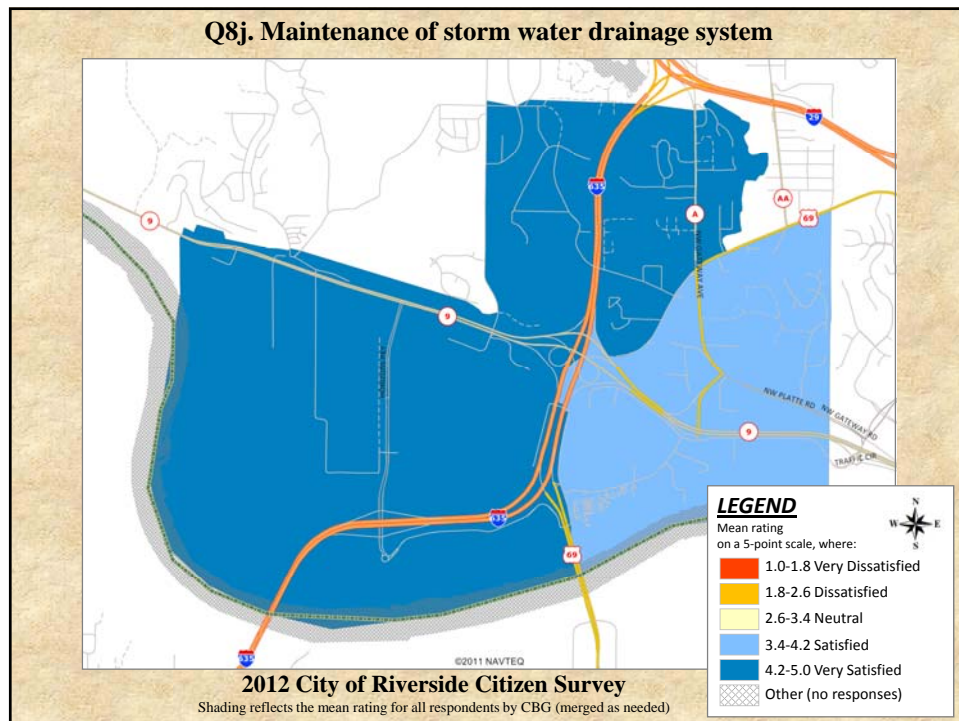 Q8j. Maintenance of storm water drainage system
29
635
A
AA
69
9
NW GATEWAY AVE
9
NW PLATTE RD
NW GATEWAY RD
9
TRAFFIC CIR
635
69
635
©2011 NAVTEQ
LEGEND
Mean rating
on a 5-point scale, where:
N
W E
S
1.0-1.8 Very Dissatisfied
1.8-2.6 Dissatisfied
2.6-3.4 Neutral
3.4-4.2 Satisfied
4.2-5.0 Very Satisfied
Other (no responses)
2012 City of Riverside Citizen Survey
Shading reflects the mean rating for all respondents by CBG (merged as needed)